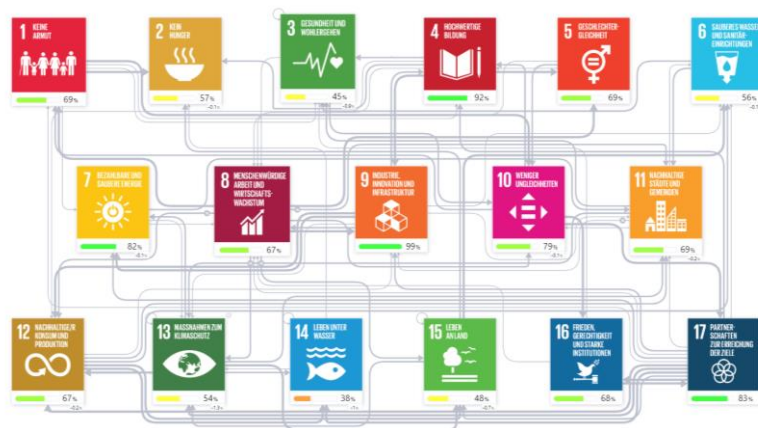 1 KEINE
ARMUT
69%
2 KEIN
HUNGER
57%
3 GESUNDHEIT UND
WOHLERGEHEN
45%
4 HOCHWERTIGE
BILDUNG
92%
5 GESCHLECHTER-
GLEICHHEIT
69%
6 SAUBERES WASSER
UND SANITÄR-
EINRICHTUNGEN
56%
7 BEZAHLBARE UND
SAUBERE ENERGIE
82%
8 MENSCHENWÜRDIGE
ARBEIT UND
WIRTSCHAFTS-
WACHSTUM
67%
9 INDUSTRIE,
INNOVATION UND
INFRASTRUKTUR
99%
10 WENIGER
UNGLEICHHEITEN
79%
11 NACHHALTIGE
STÄDTE UND
GEMEINDEN
69%
12 NACHHALTIGE/R
KONSUM UND
PRODUKTION
67%
13 MASSNAHMEN ZUM
KLIMASCHUTZ
54%
14 LEBEN UNTER
WASSER
38%
15 LEBEN
AN LAND
48%
16 FRIEDEN,
GERECHTIGKEIT
UND STARKE
INSTITUTIONEN
68%
17 PARTNER-
SCHAFTEN
ZUR ERREICHUNG
DER ZIELE
83%